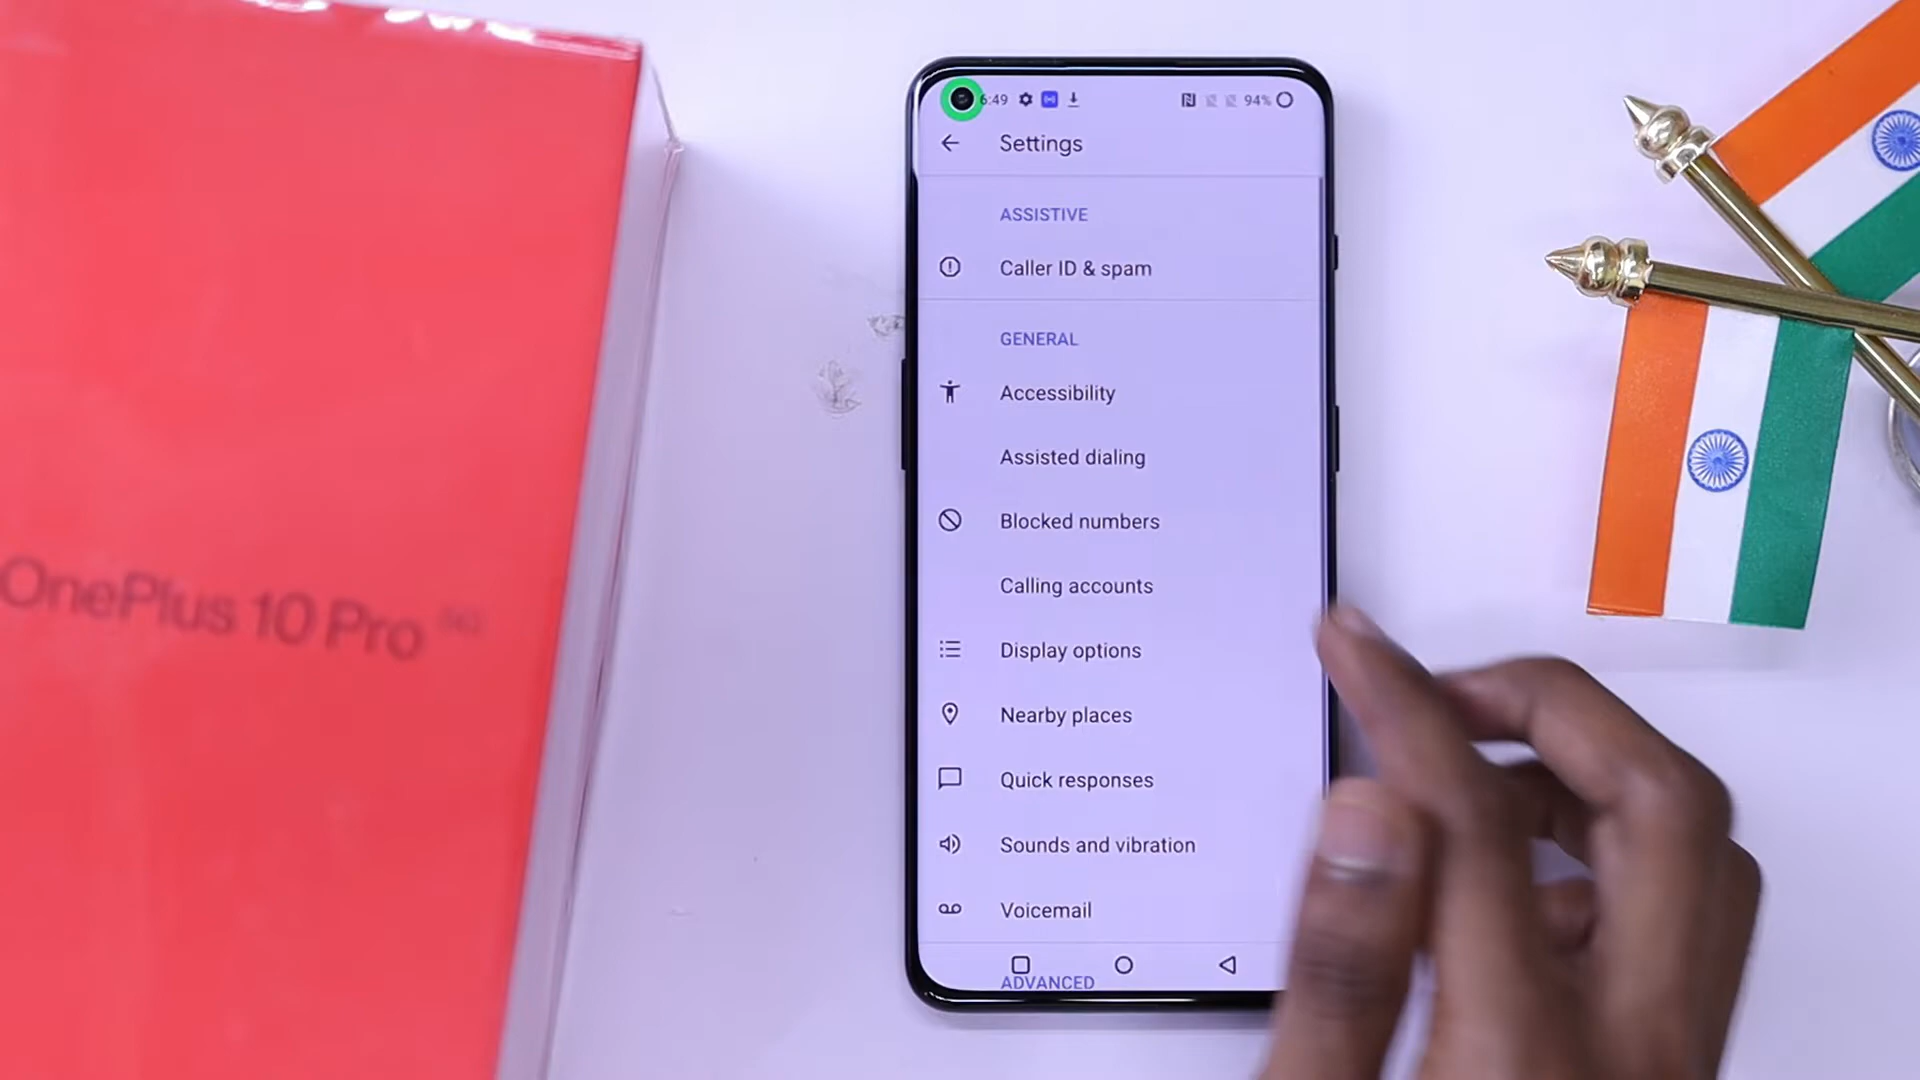 6:49
94%
Settings
ASSISTIVE
Caller ID & spam
GENERAL
Accessibility
Assisted dialing
Blocked numbers
Calling accounts
Display options
Nearby places
Quick responses
Sounds and vibration
Voicemail
ADVANCED
OnePlus 10 Pro